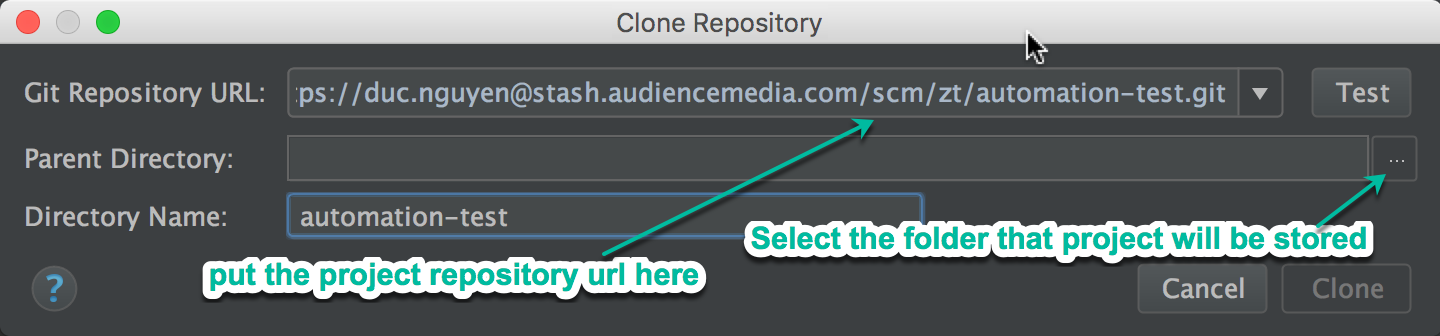 Clone Repository
Git Repository URL: tps://duc.nguyen@stash.audiencemedia.com/scm/zt/automation-test.git Test
Parent Directory: ...
Directory Name: automation-test
Select the folder that project will be stored
put the project repository url here
? Cancel Clone